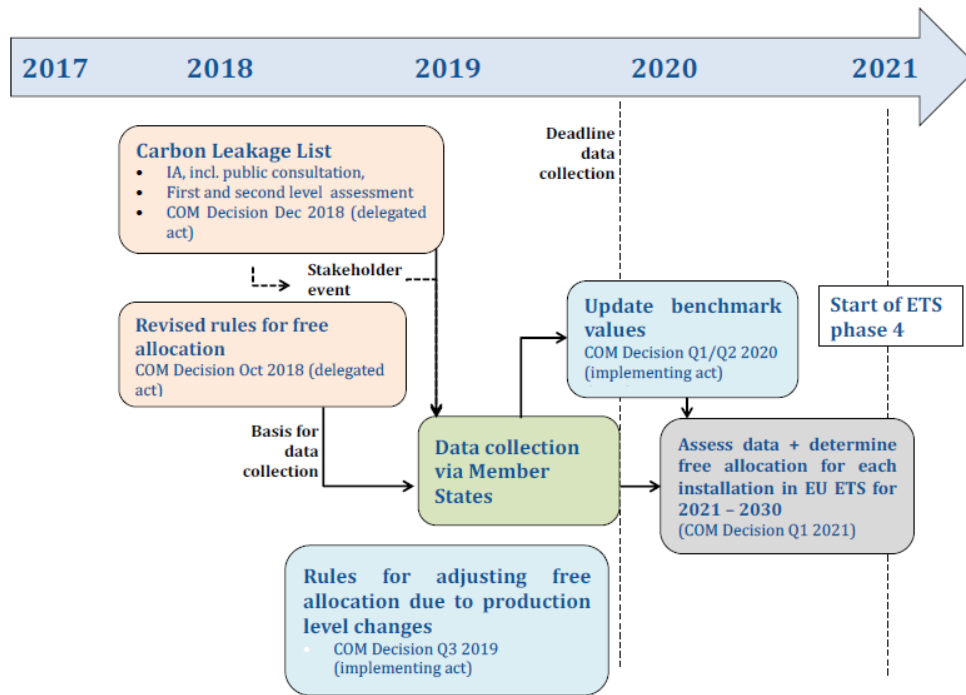 2017 2018 2019 2020 2021
Deadline
data
collection
Carbon Leakage List
• IA, incl. public consultation,
• First and second level assessment
• COM Decision Dec 2018 (delegated
act)
Stakeholder
event
Revised rules for free
allocation
COM Decision Oct 2018 (delegated
act)
Update benchmark
values
COM Decision Q1/Q2 2020
(implementing act)
Start of ETS
phase 4
Basis for
data
collection
Data collection
via Member
States
Assess data + determine
free allocation for each
installation in EU ETS for
2021 – 2030
(COM Decision Q1 2021)
Rules for adjusting free
allocation due to production
level changes
• COM Decision Q3 2019
(implementing act)